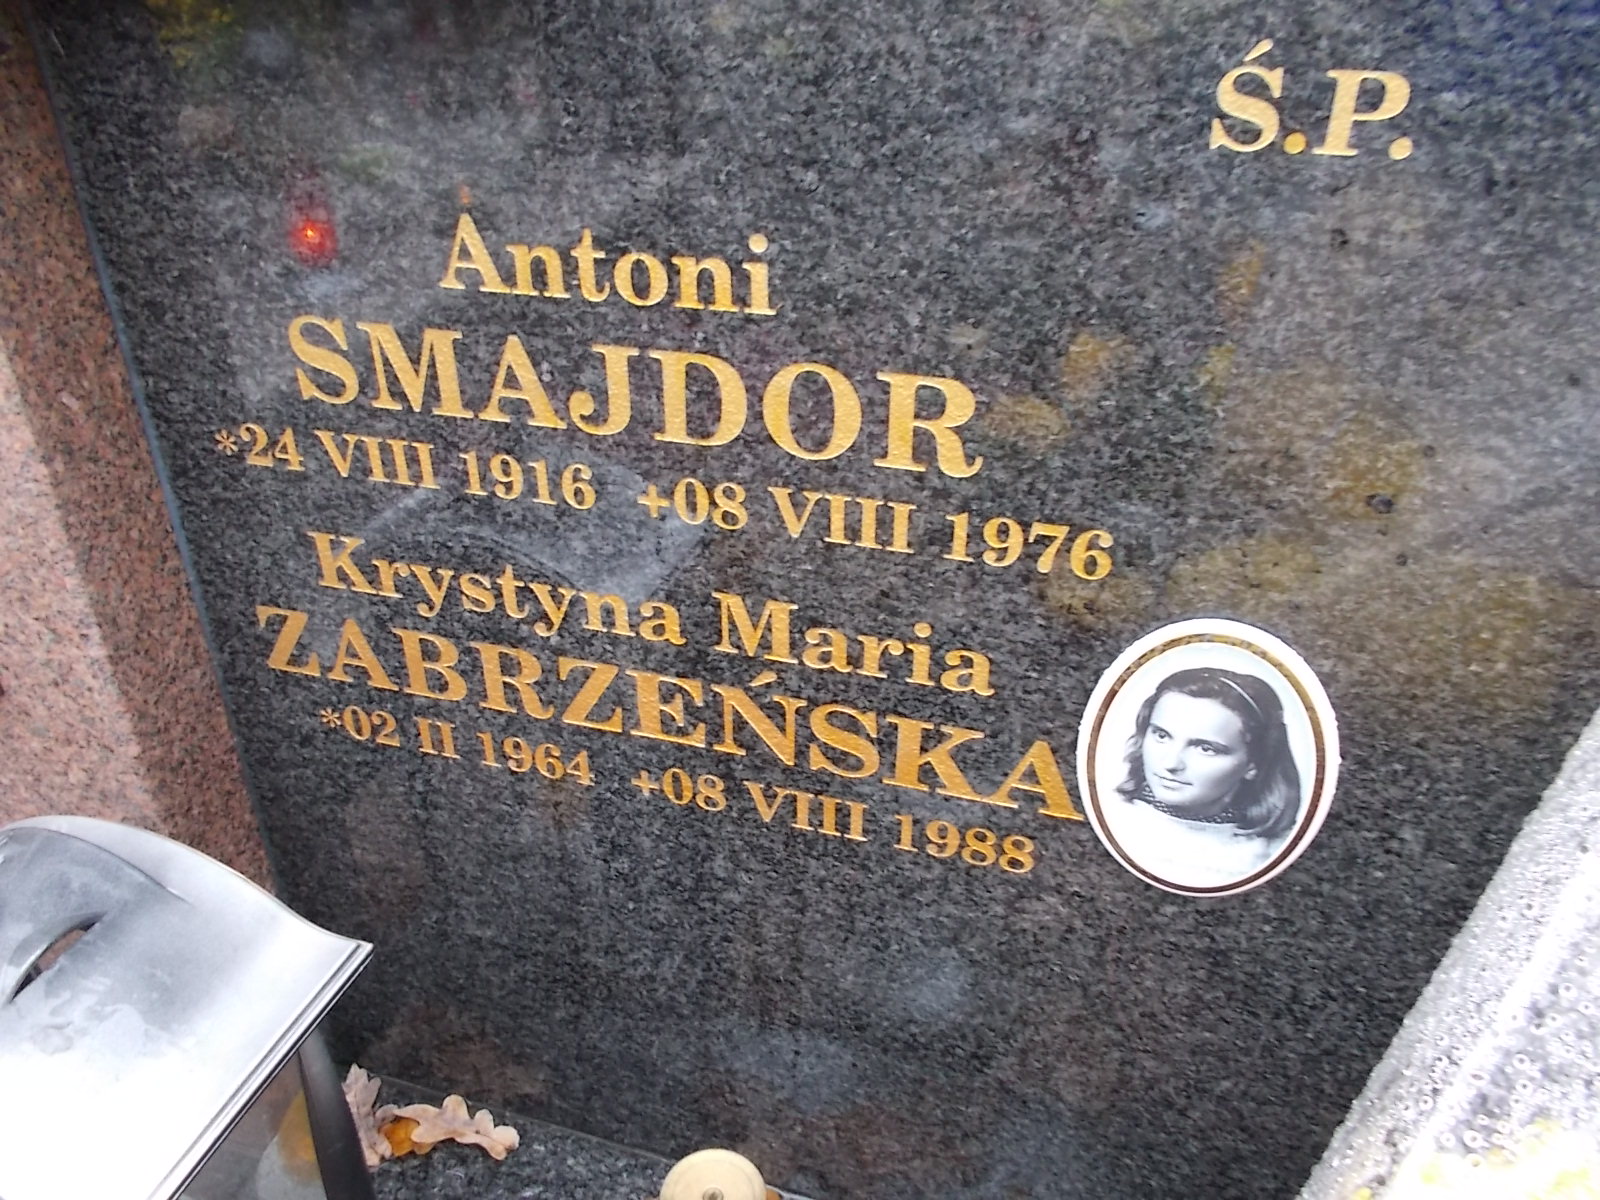 Ś.P.
Antoni
SMAJDOR
*24 VIII 1916 +08 VIII 1976
Krystyna Maria
ZABRZEŃSKA
*02 II 1964 +08 VIII 1988